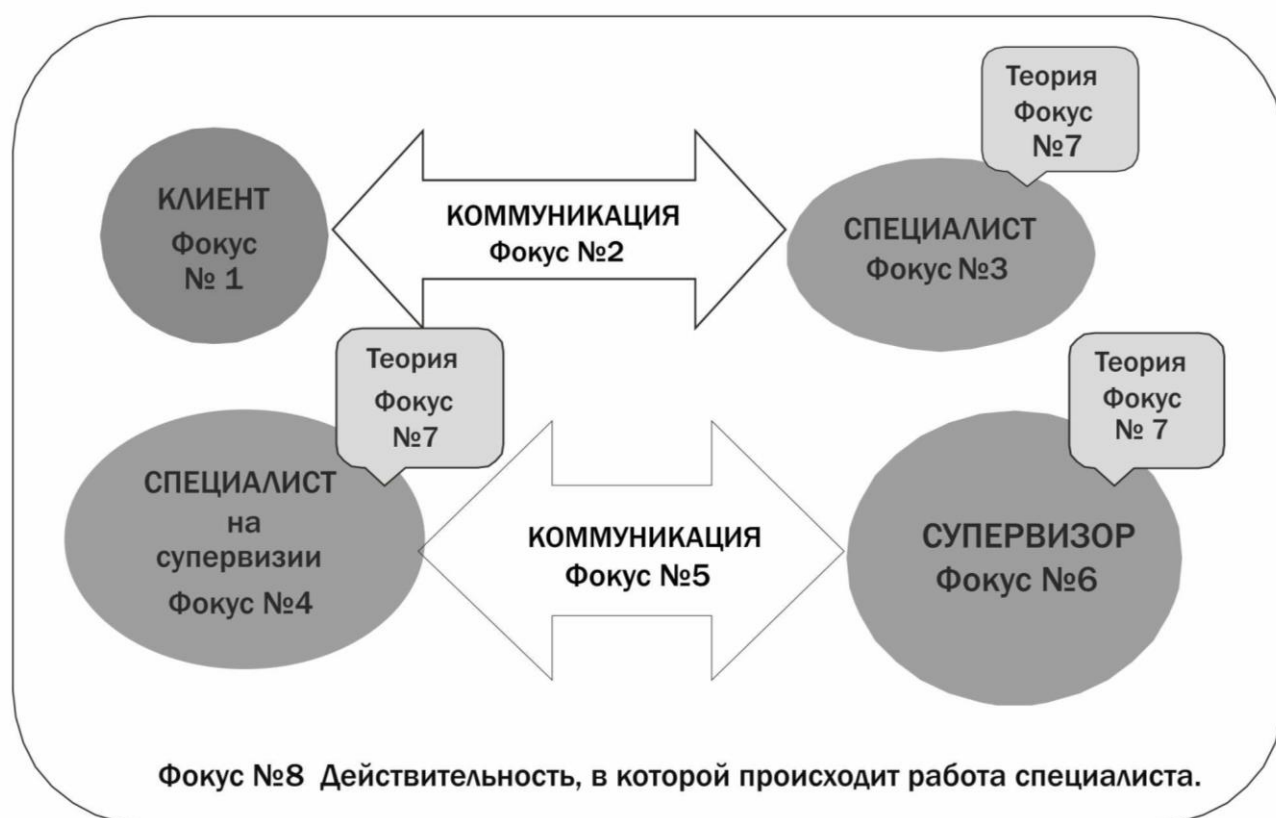 Теория
Фокус
№7
КЛИЕНТ
Фокус
№ 1
КОММУНИКАЦИЯ
Фокус №2
СПЕЦИАЛИСТ
Фокус №3
Теория
Фокус
№7
Теория
Фокус
№ 7
СПЕЦИАЛИСТ
на
супервизии
Фокус №4
КОММУНИКАЦИЯ
Фокус №5
СУПЕРВИЗОР
Фокус №6
Фокус №8 Действительность, в которой происходит работа специалиста.